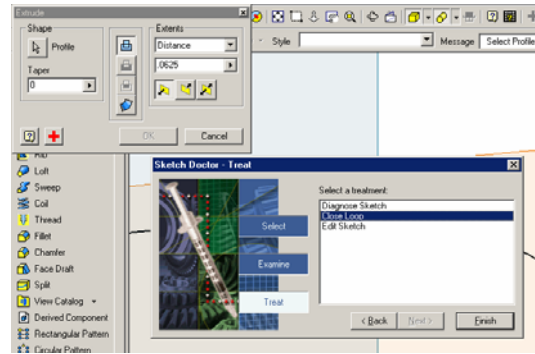 Extrude
Shape
Profile
Taper
0
Extents
Distance
.0625
OK
Cancel
Style
Message
Select Profile
Rib
Loft
Sweep
Coil
Thread
Fillet
Chamfer
Face Draft
Split
View Catalog
Derived Component
Rectangular Pattern
Circular Pattern
Sketch Doctor - Treat
Select
Examine
Treat
Select a treatment:
Diagnose Sketch
Close Loop
Edit Sketch
< Back
Next >
Finish